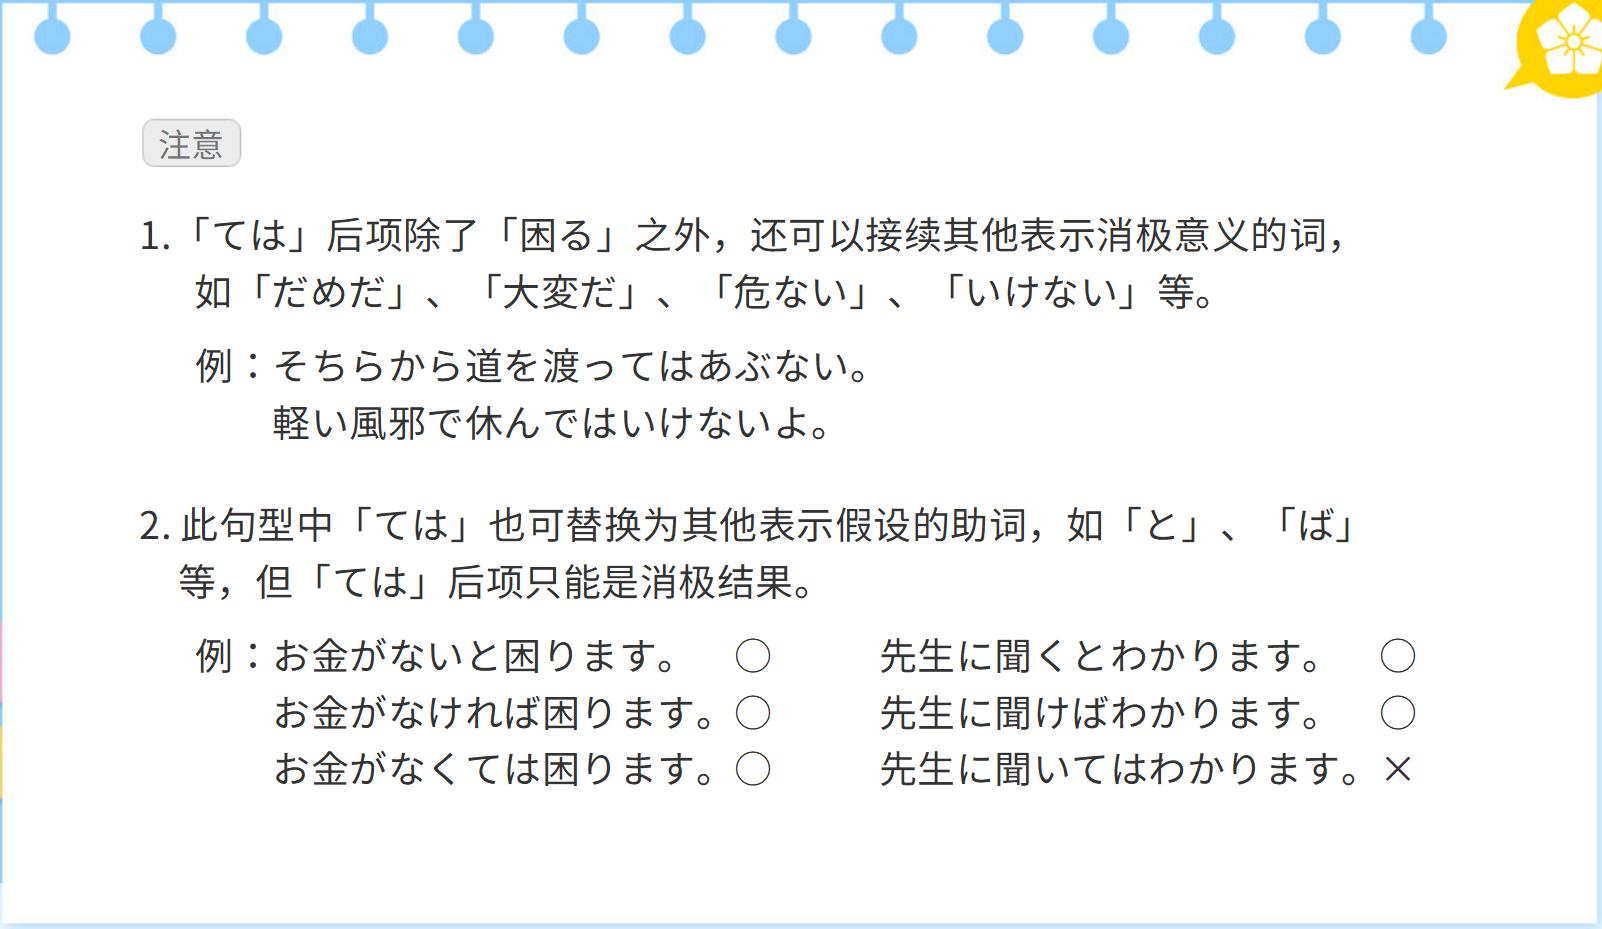 注意
1.「ては」后项除了「困る」之外，还可以接续其他表示消极意义的词，
如「だめだ」、「大変だ」、「危ない」、「いけない」等。
例：そちらから道を渡ってはあぶない。
軽い風邪で休んではいけないよ。
2. 此句型中「ては」也可替换为其他表示假设的助词，如「と」、「ば」
等，但「ては」后项只能是消极结果。
例：お金がないと困ります。 ○ 先生に聞くとわかります。 ○
お金がなければ困ります。○ 先生に聞けばわかります。 ○
お金がなくては困ります。○ 先生に聞いてはわかります。×